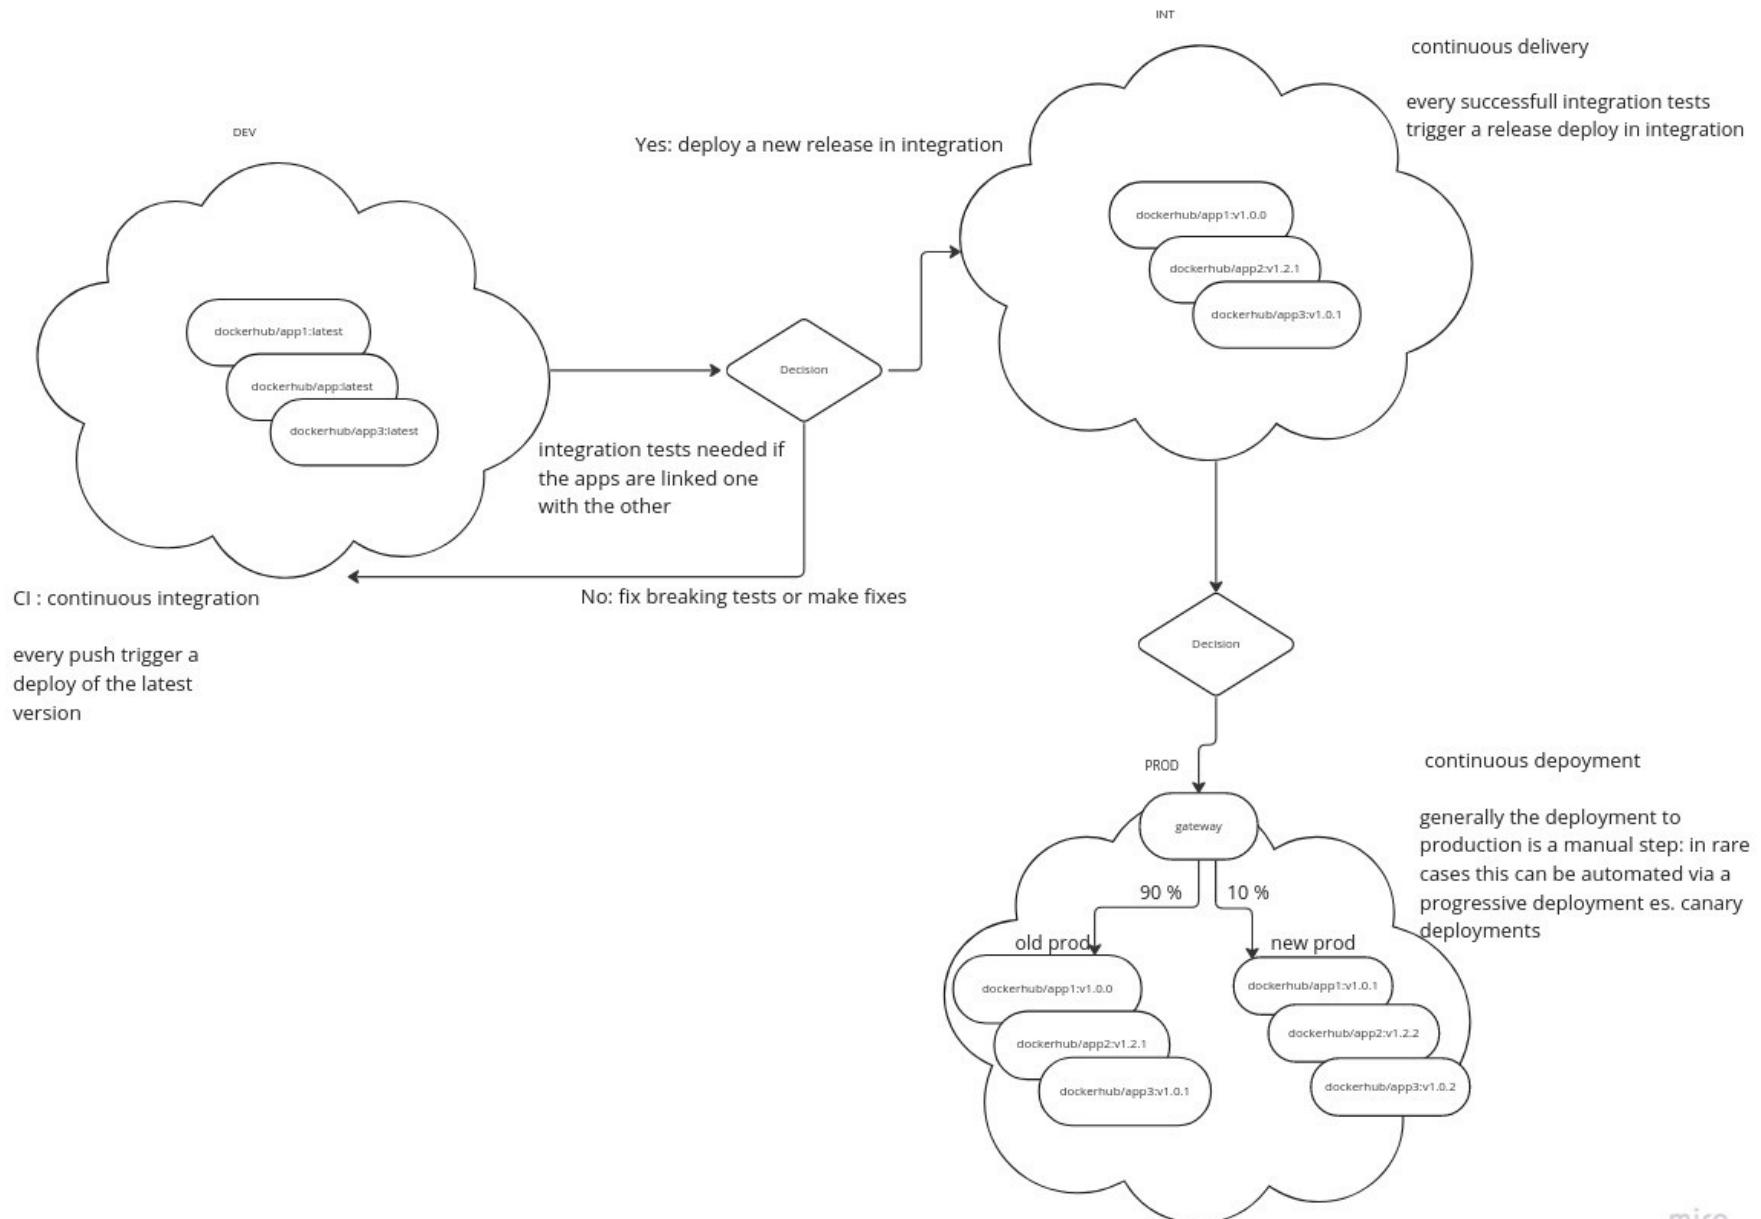 INT
continuous delivery
every successfull integration tests
trigger a release deploy in integration
DEV
Yes: deploy a new release in integration
dockerhub/app1:v1.0.0
dockerhub/app2:v1.2.1
dockerhub/app3:v1.0.1
dockerhub/app1:latest
dockerhub/app:latest
dockerhub/app3:latest
Decision
integration tests needed if
the apps are linked one
with the other
CI : continuous integration
every push trigger a
deploy of the latest
version
No: fix breaking tests or make fixes
Decision
PROD
continuous depoyment
generally the deployment to
production is a manual step: in rare
cases this can be automated via a
progressive deployment es. canary
deployments
gateway
90 %
10 %
old prod
new prod
dockerhub/app1:v1.0.0
dockerhub/app2:v1.2.1
dockerhub/app3:v1.0.1
dockerhub/app1:v1.0.1
dockerhub/app2:v1.2.2
dockerhub/app3:v1.0.2
miro